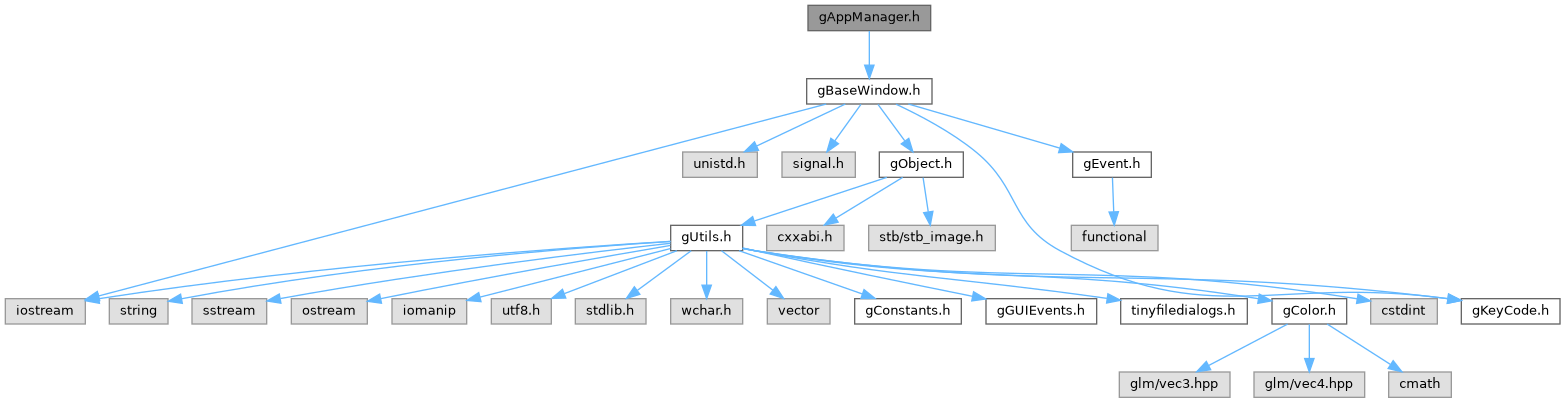 gAppManager.h
gBaseWindow.h
unistd.h
signal.h
gObject.h
gEvent.h
gUtils.h
cxxabi.h
stb/stb_image.h
functional
iostream
string
sstream
ostream
iomanip
utf8.h
stdlib.h
wchar.h
vector
gConstants.h
gGUIEvents.h
tinyfiledialogs.h
gColor.h
cstdint
gKeyCode.h
glm/vec3.hpp
glm/vec4.hpp
cmath